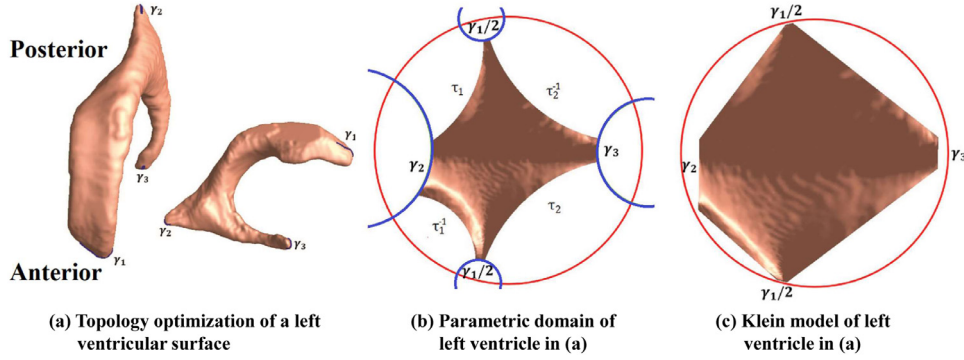 γ₂
Posterior
γ₃
Anterior
γ₁
γ₁
γ₂
γ₃
γ₁/2
τ₁
τ₂⁻¹
γ₂
γ₃
τ₁⁻¹
τ₂
γ₁/2
γ₁/2
γ₂
γ₃
γ₁/2
(a) Topology optimization of a left
ventricular surface
(b) Parametric domain of
left ventricle in (a)
(c) Klein model of left
ventricle in (a)